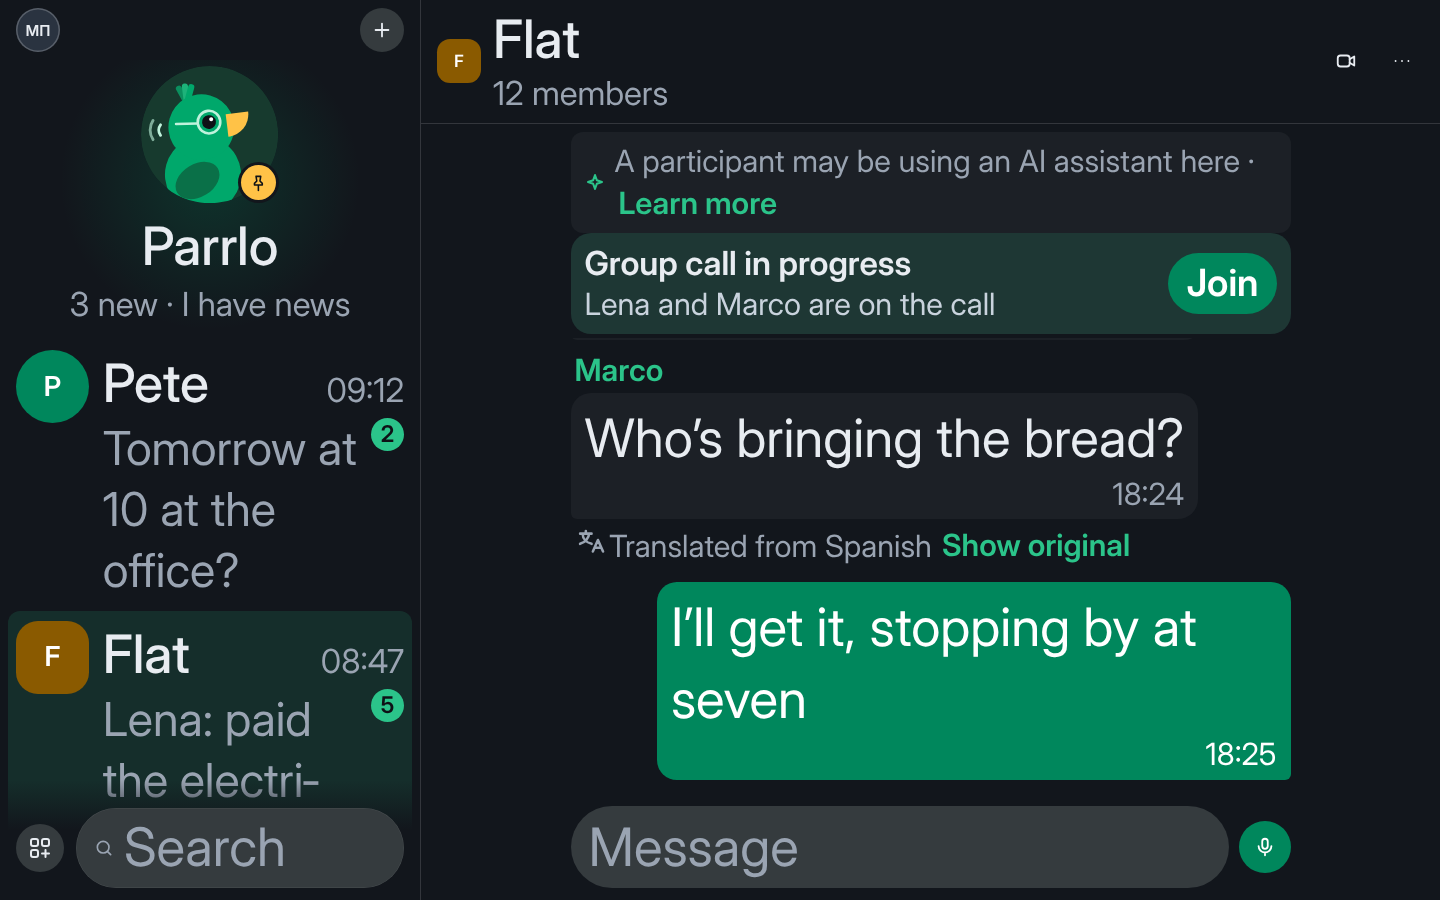 МП
Parrlo
3 new · I have news
P
Pete
09:12
Tomorrow at
2
10 at the
office?
F
Flat
08:47
Lena: paid
5
the electri-
Search
F
Flat
12 members
...
A participant may be using an AI assistant here ·
Learn more
Group call in progress
Lena and Marco are on the call
Join
Marco
Who’s bringing the bread?
18:24
Translated from Spanish Show original
I’ll get it, stopping by at
seven
18:25
Message